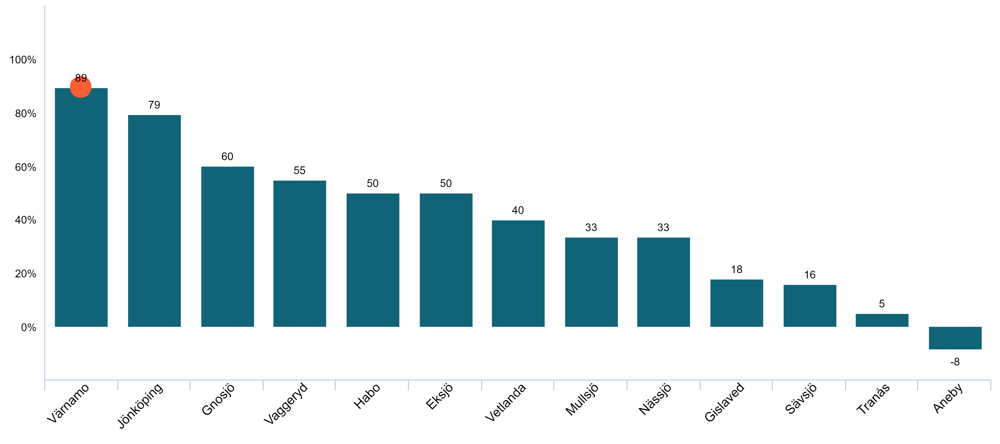 100%
80%
60%
40%
20%
0%
89
79
60
55
50
50
40
33
33
18
16
5
-8
Värnamo
Jönköping
Gnosjö
Vaggeryd
Habo
Eksjö
Vetlanda
Mullsjö
Nässjö
Gislaved
Sävsjö
Tranås
Aneby